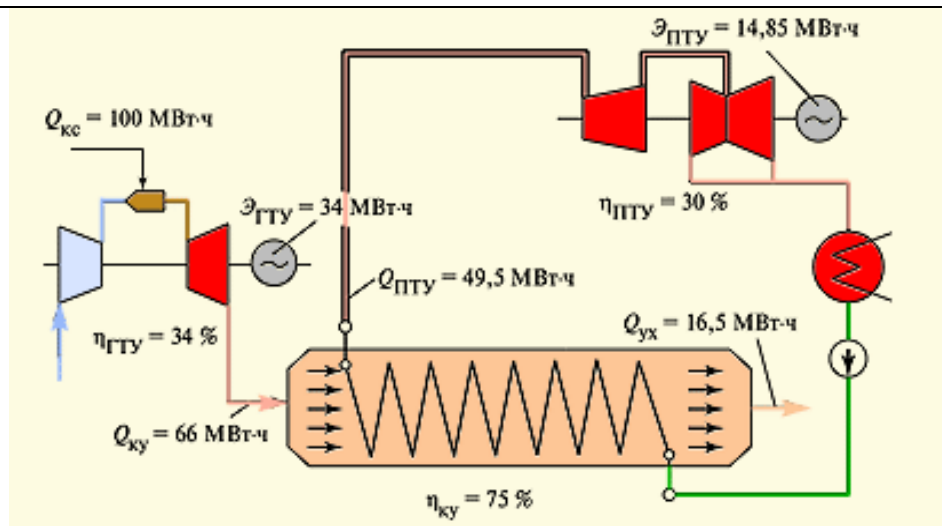 Э_ПТУ = 14,85 МВт·ч
Q_кс = 100 МВт·ч
Э_ГТУ = 34 МВт·ч
η_ПТУ = 30 %
Q_ПТУ = 49,5 МВт·ч
Q_ух = 16,5 МВт·ч
η_ГТУ = 34 %
Q_ку = 66 МВт·ч
η_ку = 75 %